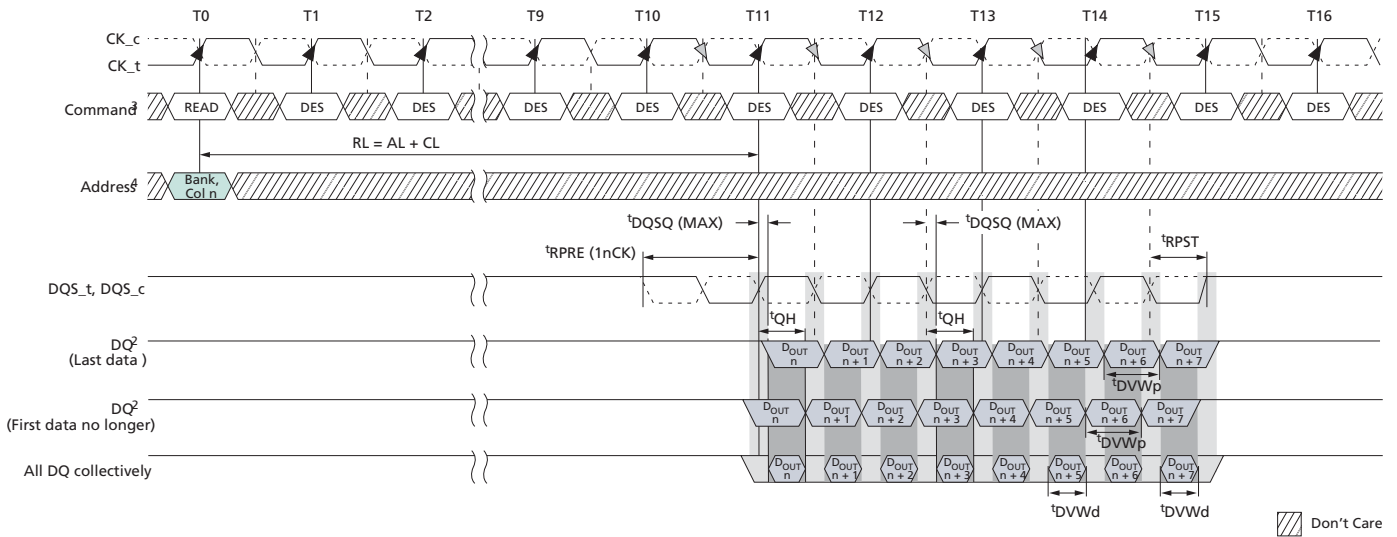 T0 T1 T2 T9 T10 T11 T12 T13 T14 T15 T16
CK_c
CK_t
Command3 READ DES DES DES DES DES DES DES DES DES DES
RL = AL + CL
Address4 Bank,
Col n
tDQSQ (MAX) tDQSQ (MAX)
tRPRE (1nCK) tRPST
DQS_t, DQS_c
tQH tQH
DQ2
(Last data )
DOUT n DOUT n + 1 DOUT n + 2 DOUT n + 3 DOUT n + 4 DOUT n + 5 DOUT n + 6 DOUT n + 7
tDVWp
DQ2
(First data no longer)
DOUT n DOUT n + 1 DOUT n + 2 DOUT n + 3 DOUT n + 4 DOUT n + 5 DOUT n + 6 DOUT n + 7
tDVWp
All DQ collectively
DOUT n DOUT n + 1 DOUT n + 2 DOUT n + 3 DOUT n + 4 DOUT n + 5 DOUT n + 6 DOUT n + 7
tDVWd tDVWd
Don't Care